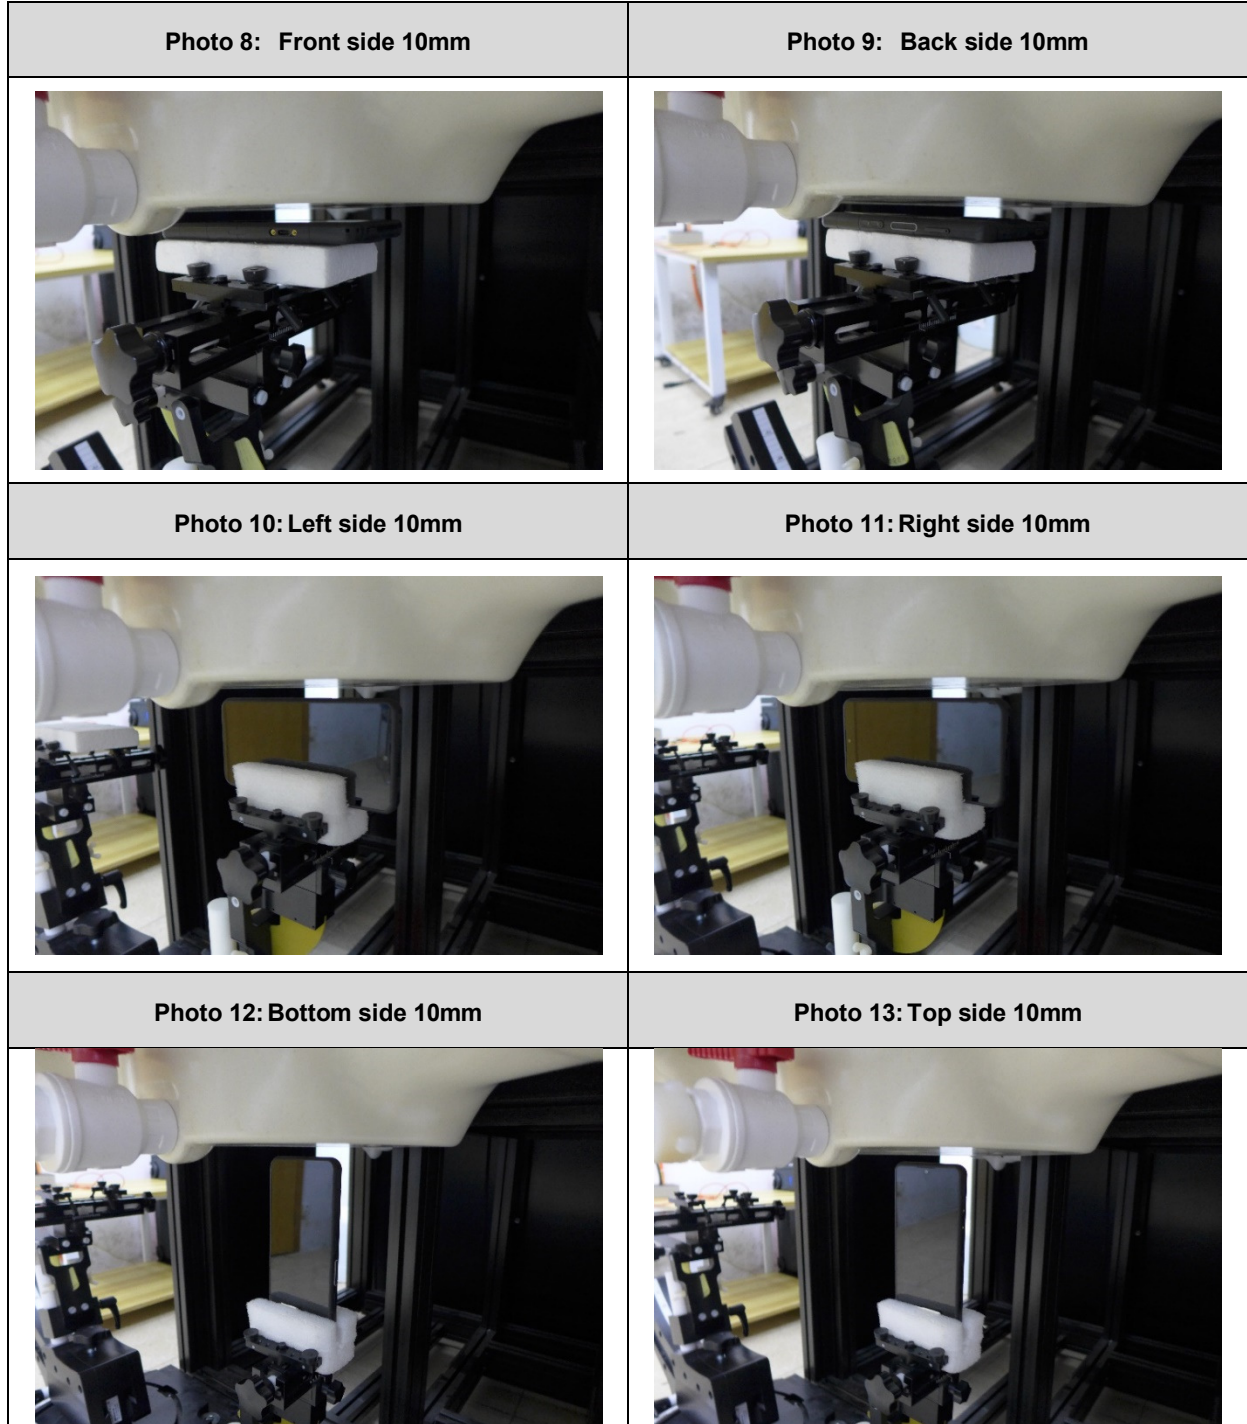 Photo 8: Front side 10mm
Photo 9: Back side 10mm
Photo 10: Left side 10mm
Photo 11: Right side 10mm
Photo 12: Bottom side 10mm
Photo 13: Top side 10mm